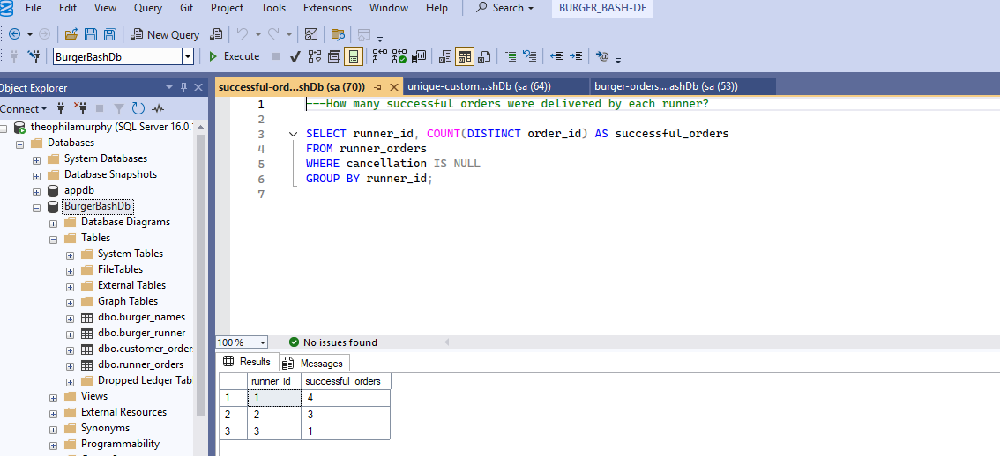 File Edit View Query Git Project Tools Extensions Window Help Search BURGER_BASH-DE
New Query
BurgerBashDb Execute
Object Explorer
Connect
theophilamurphy (SQL Server 16.0.
Databases
System Databases
Database Snapshots
appdb
BurgerBashDb
Database Diagrams
Tables
System Tables
FileTables
External Tables
Graph Tables
dbo.burger_names
dbo.burger_runner
dbo.customer_order
dbo.runner_orders
Dropped Ledger Tab
Views
External Resources
Synonyms
Programmability
successful-ord...shDb (sa (70)) unique-custom...shDb (sa (64)) burger-orders....ashDb (sa (53))
1 ---How many successful orders were delivered by each runner?
2
3 SELECT runner_id, COUNT(DISTINCT order_id) AS successful_orders
4 FROM runner_orders
5 WHERE cancellation IS NULL
6 GROUP BY runner_id;
7
100 % No issues found
Results Messages
runner_id successful_orders
1 1 4
2 2 3
3 3 1